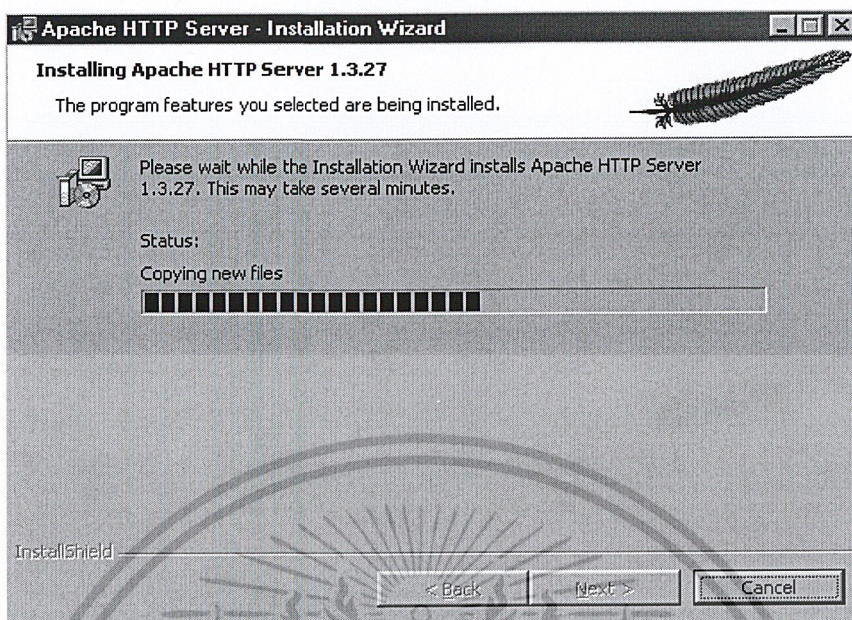 Apache HTTP Server - Installation Wizard
Installing Apache HTTP Server 1.3.27
The program features you selected are being installed.
Please wait while the Installation Wizard installs Apache HTTP Server
1.3.27. This may take several minutes.
Status:
Copying new files
InstallShield
< Back
Next >
Cancel